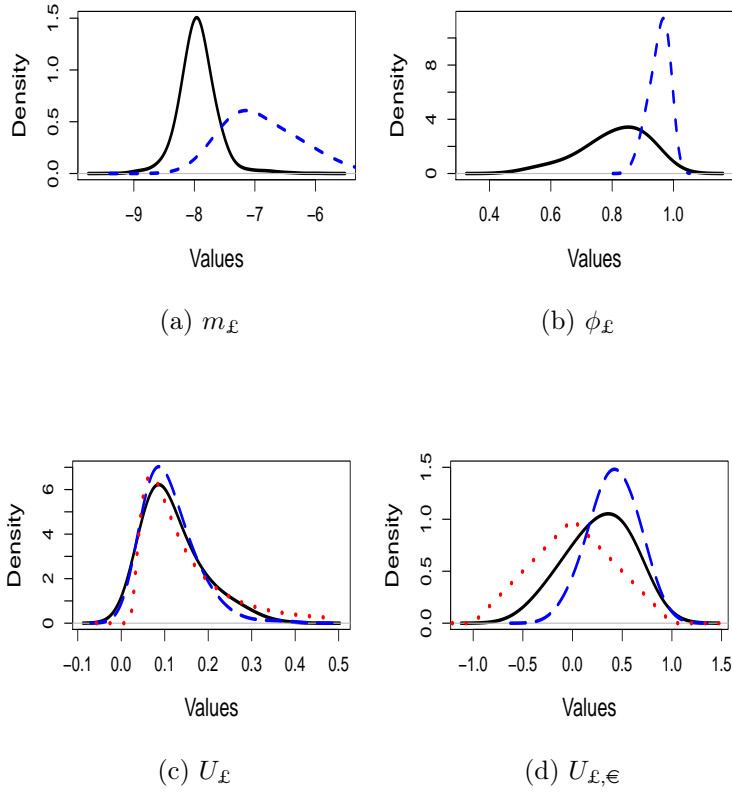 Density
0.0 0.5 1.0 1.5
−9 −8 −7 −6
Values
(a) m£
Density
0 4 8
0.4 0.6 0.8 1.0
Values
(b) ϕ£
Density
0 2 4 6
−0.1 0.0 0.1 0.2 0.3 0.4 0.5
Values
(c) U£
Density
0.0 0.5 1.0 1.5
−1.0 −0.5 0.0 0.5 1.0 1.5
Values
(d) U£,€